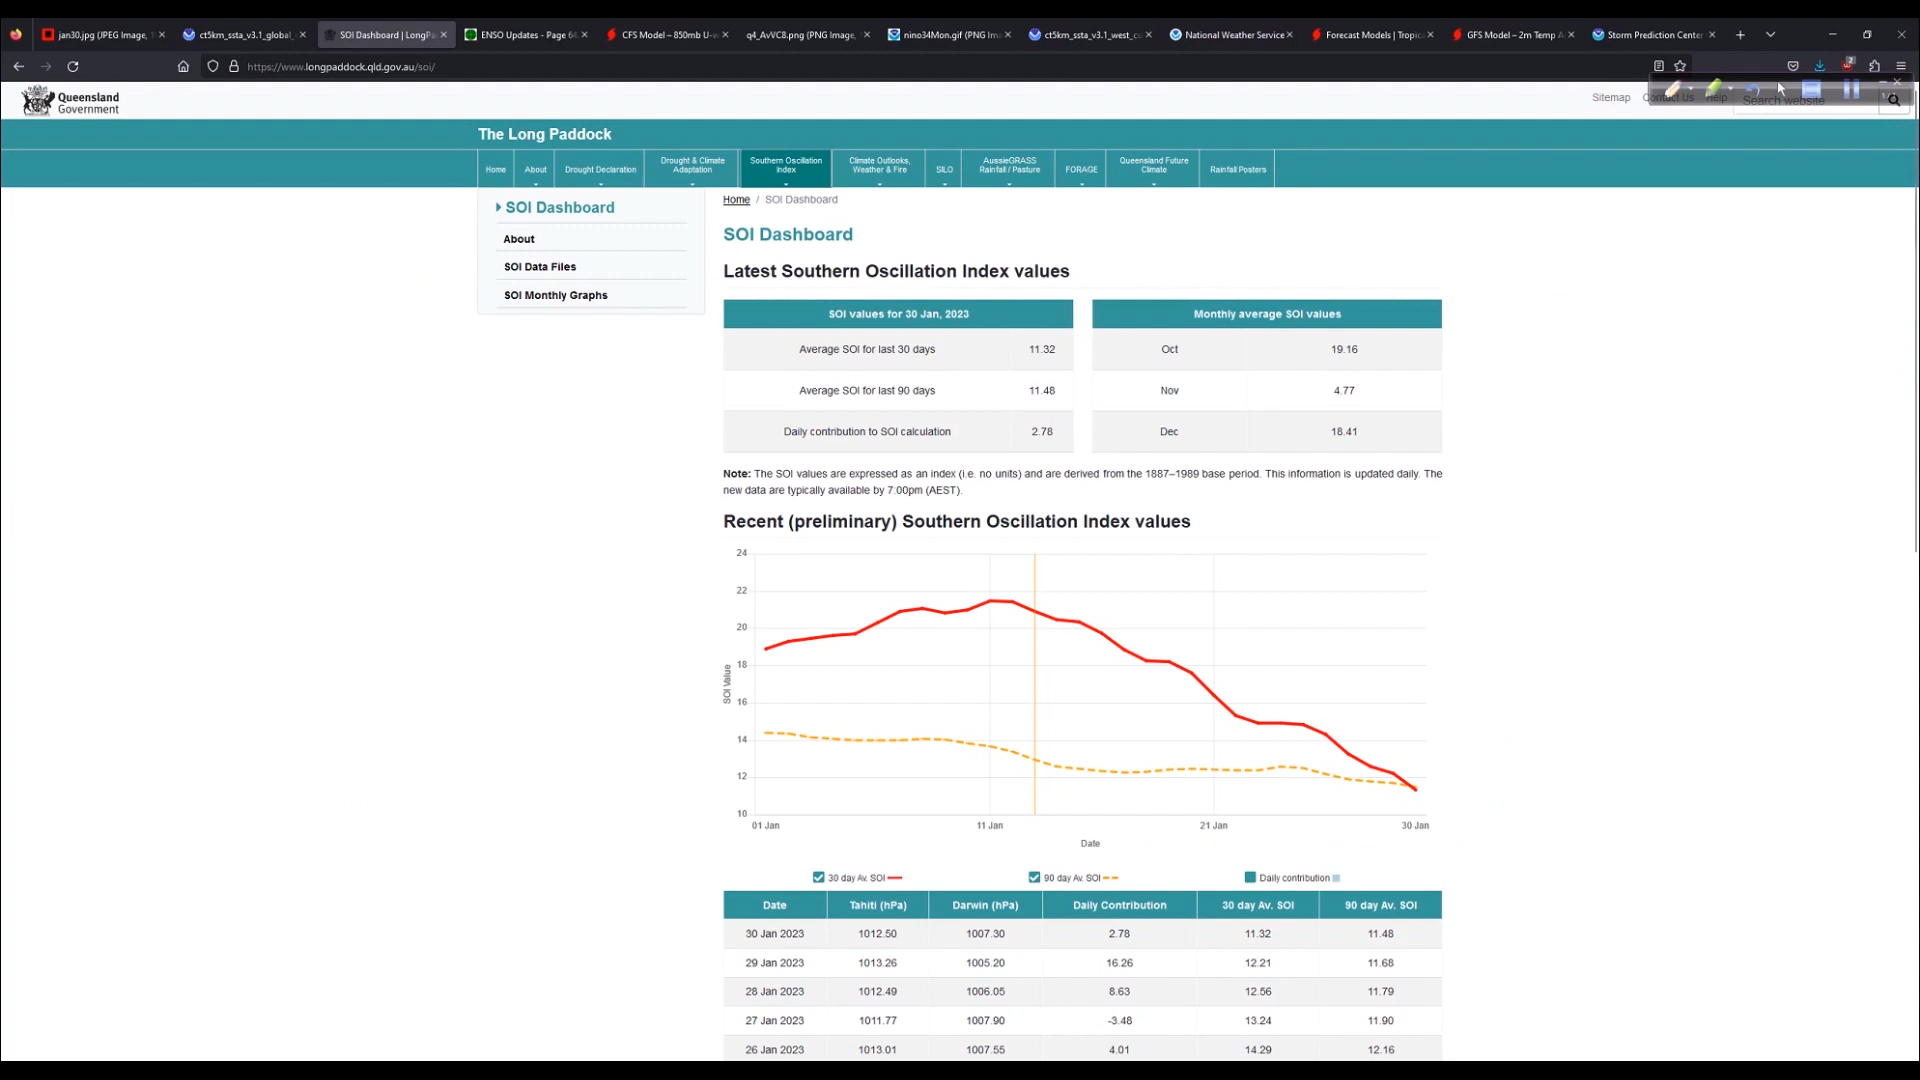 jan30.jpg (JPEG Image, 1
ct5km_ssta_v3.1_global_
SOI Dashboard | LongPa
ENSO Updates - Page 64
CFS Model – 850mb U-w
q4_AvVC8.png (PNG Image,
nino34Mon.gif (PNG Im
ct5km_ssta_v3.1_west_c
National Weather Service
Forecast Models | Tropic
GFS Model – 2m Temp A
Storm Prediction Center
https://www.longpaddock.qld.gov.au/soi/
2
Queensland
Government
Sitemap
Contact Us
Help
Search website
The Long Paddock
Home
About
Drought Declaration
Drought & Climate
Adaptation
Southern Oscillation
Index
Climate Outlooks,
Weather & Fire
SILO
AussieGRASS
Rainfall / Pasture
FORAGE
Queensland Future
Climate
Rainfall Posters
SOI Dashboard
About
SOI Data Files
SOI Monthly Graphs
Home / SOI Dashboard
SOI Dashboard
Latest Southern Oscillation Index values
SOI values for 30 Jan, 2023
Average SOI for last 30 days 11.32
Average SOI for last 90 days 11.48
Daily contribution to SOI calculation 2.78
Monthly average SOI values
Oct 19.16
Nov 4.77
Dec 18.41
Note: The SOI values are expressed as an index (i.e. no units) and are derived from the 1887–1989 base period. This information is updated daily. The
new data are typically available by 7:00pm (AEST).
Recent (preliminary) Southern Oscillation Index values
24
22
20
18
16
14
12
10
SOI Value
01 Jan 11 Jan 21 Jan 30 Jan
Date
30 day Av. SOI
90 day Av. SOI
Daily contribution
Date Tahiti (hPa) Darwin (hPa) Daily Contribution 30 day Av. SOI 90 day Av. SOI
30 Jan 2023 1012.50 1007.30 2.78 11.32 11.48
29 Jan 2023 1013.26 1005.20 16.26 12.21 11.68
28 Jan 2023 1012.49 1006.05 8.63 12.56 11.79
27 Jan 2023 1011.77 1007.90 -3.48 13.24 11.90
26 Jan 2023 1013.01 1007.55 4.01 14.29 12.16